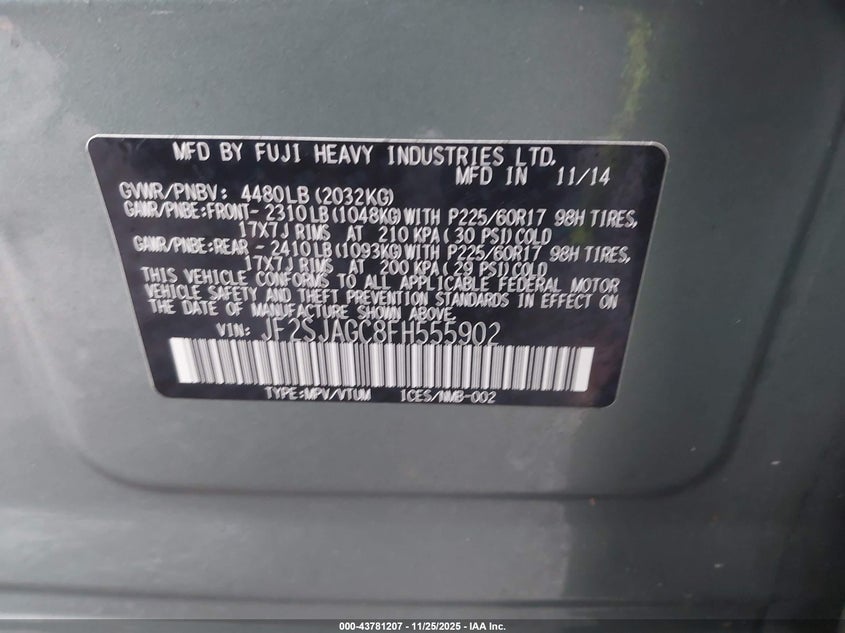 MFD BY FUJI HEAVY INDUSTRIES LTD.
MFD IN 11/14
GVWR/PNBV: 4480LB (2032KG)
GAWR/PNBE:FRONT- 2310LB (1048KG) WITH P225/60R17 98H TIRES,
17X7J RIMS AT 210 KPA( 30 PSI) COLD
GAWR/PNBE:REAR - 2410LB (1093KG) WITH P225/60R17 98H TIRES,
17X7J RIMS AT 200 KPA( 29 PSI) COLD
THIS VEHICLE CONFORMS TO ALL APPLICABLE FEDERAL MOTOR
VEHICLE SAFETY AND THEFT PREVENTION STANDARDS IN EFFECT ON
THE DATE OF MANUFACTURE SHOWN ABOVE.
VIN: JF2SJAGC8FH555902
TYPE:MPV/VTUM ICES/NMB-002
000-43781207 - 11/25/2025 - IAA Inc.